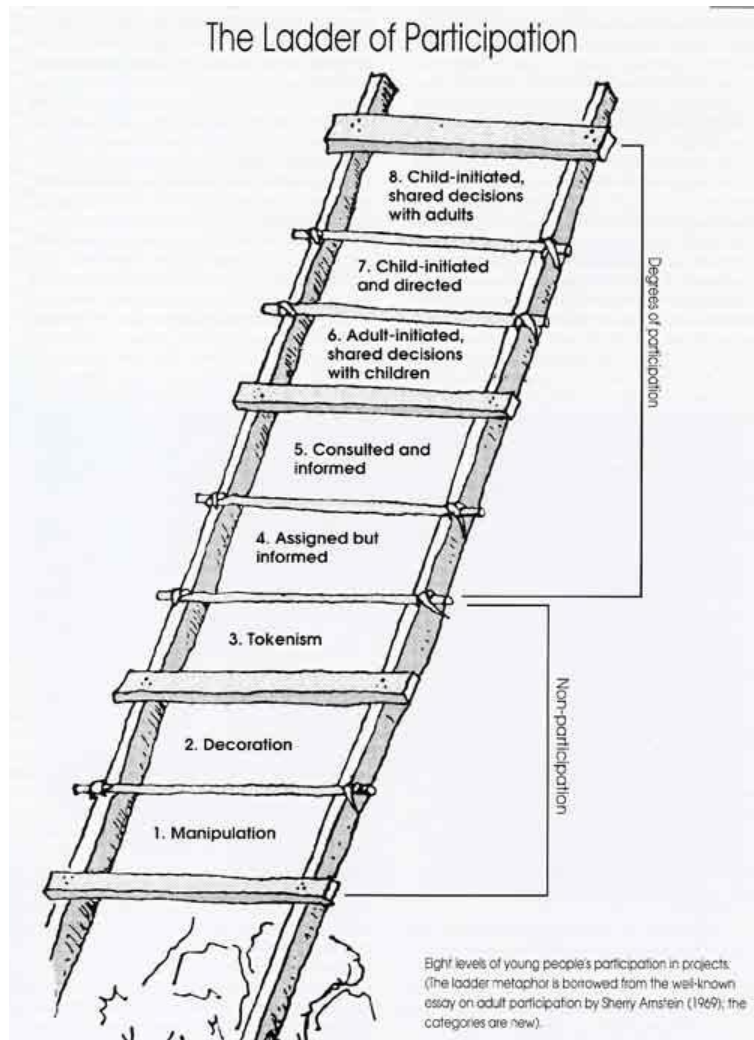 The Ladder of Participation
8. Child-initiated,
shared decisions
with adults
7. Child-initiated
and directed
6. Adult-initiated,
shared decisions
with children
5. Consulted and
informed
4. Assigned but
informed
3. Tokenism
2. Decoration
1. Manipulation
Degrees of participation
Non-participation
Eight levels of young people's participation in projects.
(The ladder metaphor is borrowed from the well-known
essay on adult participation by Sherry Arnstein (1969); the
categories are new).